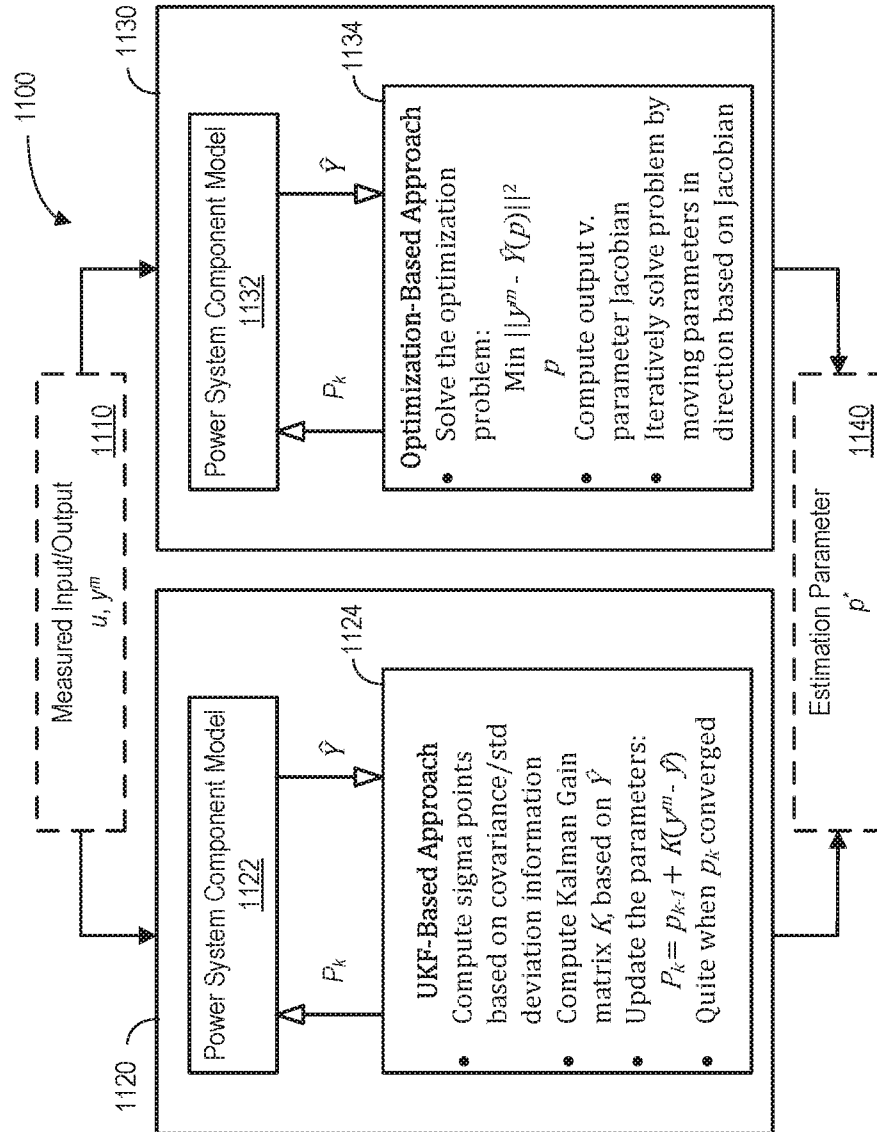 1100
Measured Input/Output
u, y^m
1110
1120
Power System Component Model
1122
P_k
Ŷ
1124
UKF-Based Approach
• Compute sigma points
based on covariance/std
deviation information
• Compute Kalman Gain
matrix K, based on Ŷ
• Update the parameters:
P_k = p_{k-1} + K(y^m - ŷ)
• Quite when p_k converged
1130
Power System Component Model
1132
P_k
Ŷ
1134
Optimization-Based Approach
• Solve the optimization
problem:
Min ||y^m - Ŷ(p)||^2
p
• Compute output v.
parameter Jacobian
• Iteratively solve problem by
moving parameters in
direction based on Jacobian
Estimation Parameter
p^*
1140